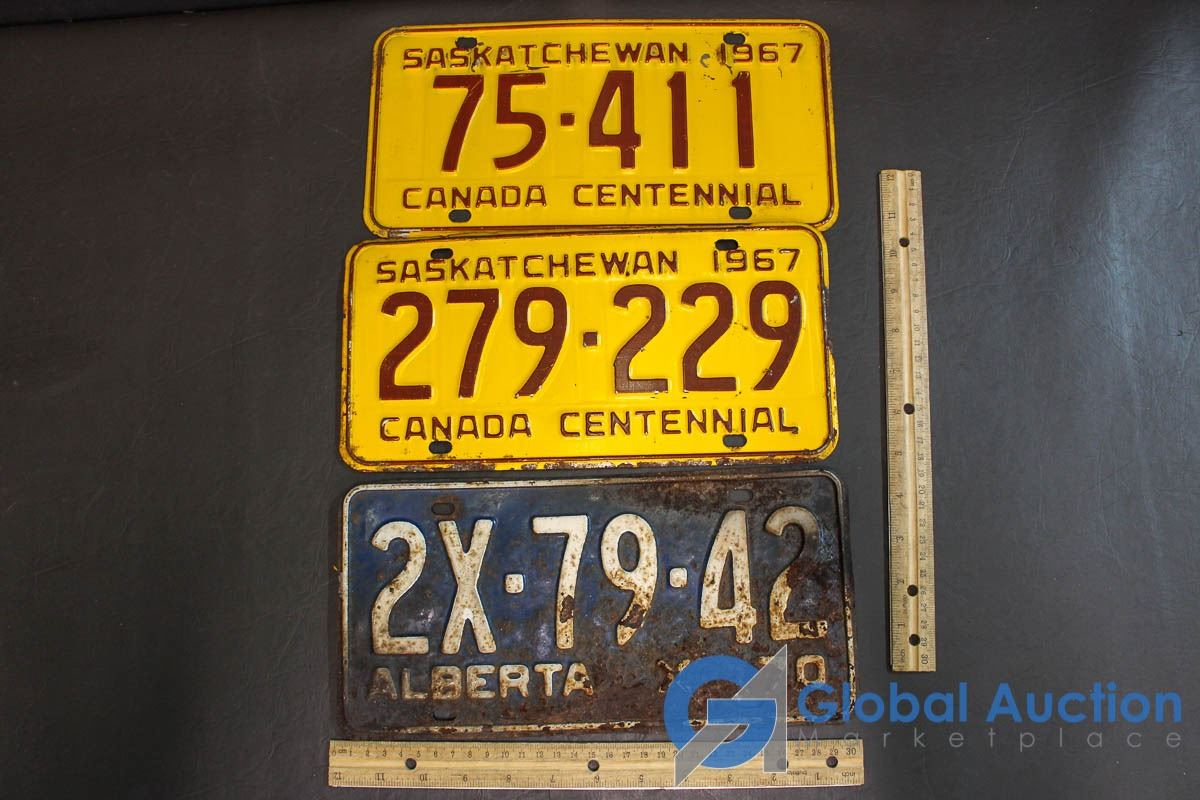 SASKATCHEWAN 1967
75·411
CANADA CENTENNIAL
SASKATCHEWAN 1967
279·229
CANADA CENTENNIAL
2X·79·42
ALBERTA
Global Auction
Marketplace